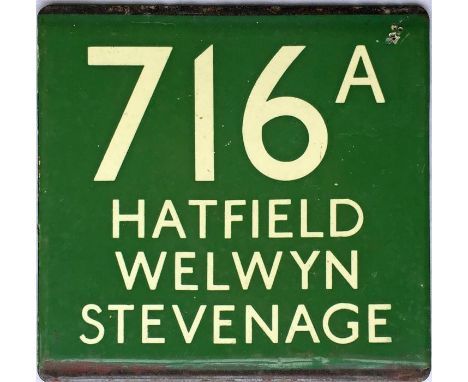 716A
HATFIELD
WELWYN
STEVENAGE